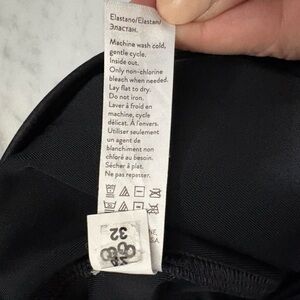 Elastano/Elastan/
Эластан.
Machine wash cold,
gentle cycle.
Inside out.
Only non-chlorine
bleach when needed.
Lay flat to dry.
Do not iron.
Laver à froid en
machine, cycle
délicat. À l'envers.
Utiliser seulement
un agent de
blanchiment non
chloré au besoin.
Sécher à plat.
Ne pas repasser.
32